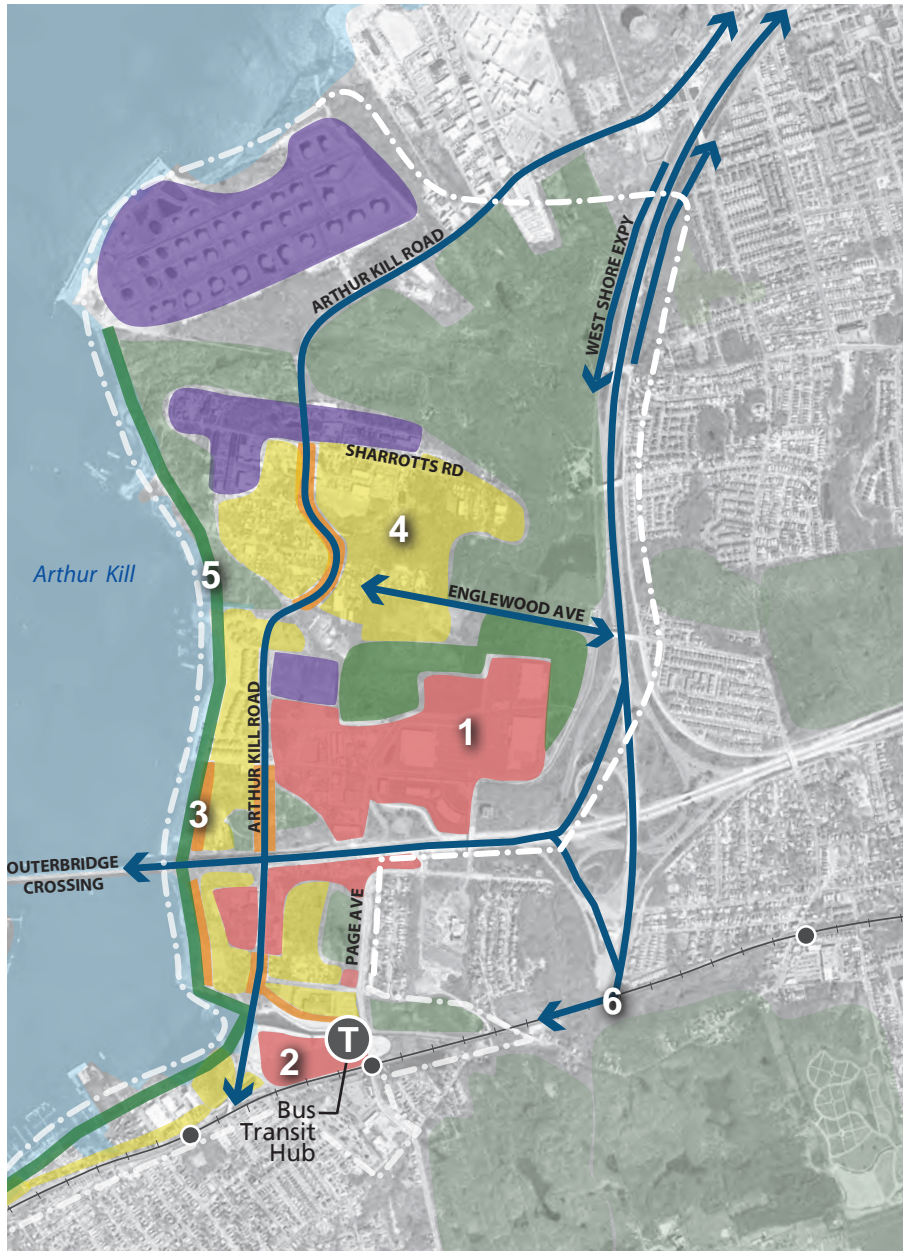 ARTHUR KILL ROAD
WEST SHORE EXPY
SHARROTTS RD
4
Arthur Kill
5
ENGLEWOOD AVE
ARTHUR KILL ROAD
1
3
OUTERBRIDGE
CROSSING
PAGE AVE
6
T
2
Bus
Transit
Hub